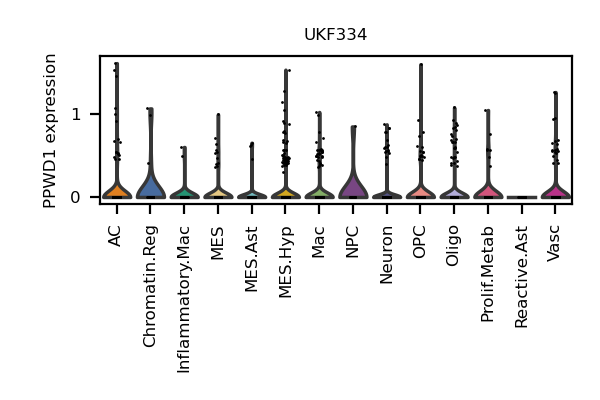 UKF334
PPWD1 expression
1
0
AC
Chromatin.Reg
Inflammatory.Mac
MES
MES.Ast
MES.Hyp
Mac
NPC
Neuron
OPC
Oligo
Prolif.Metab
Reactive.Ast
Vasc